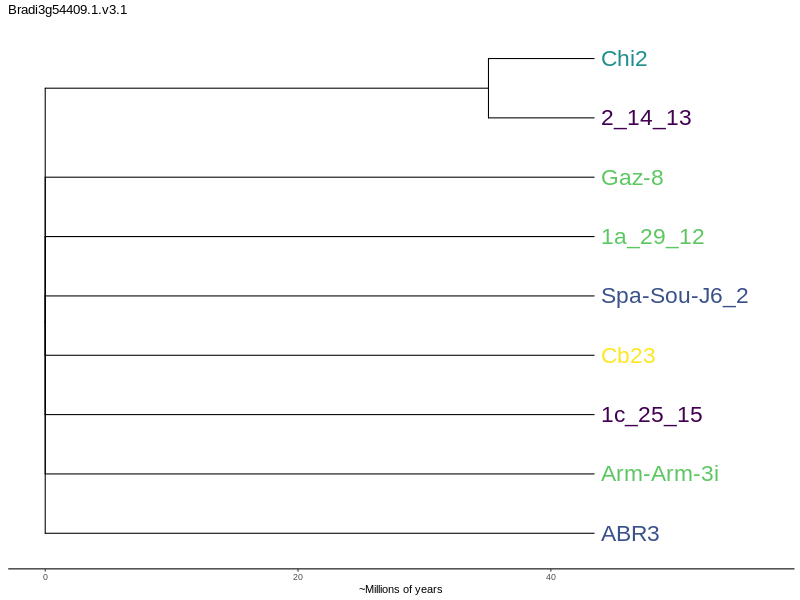 Bradi3g54409.1.v3.1
Chi2
2_14_13
Gaz-8
1a_29_12
Spa-Sou-J6_2
Cb23
1c_25_15
Arm-Arm-3i
ABR3
0 20 40
~Millions of years